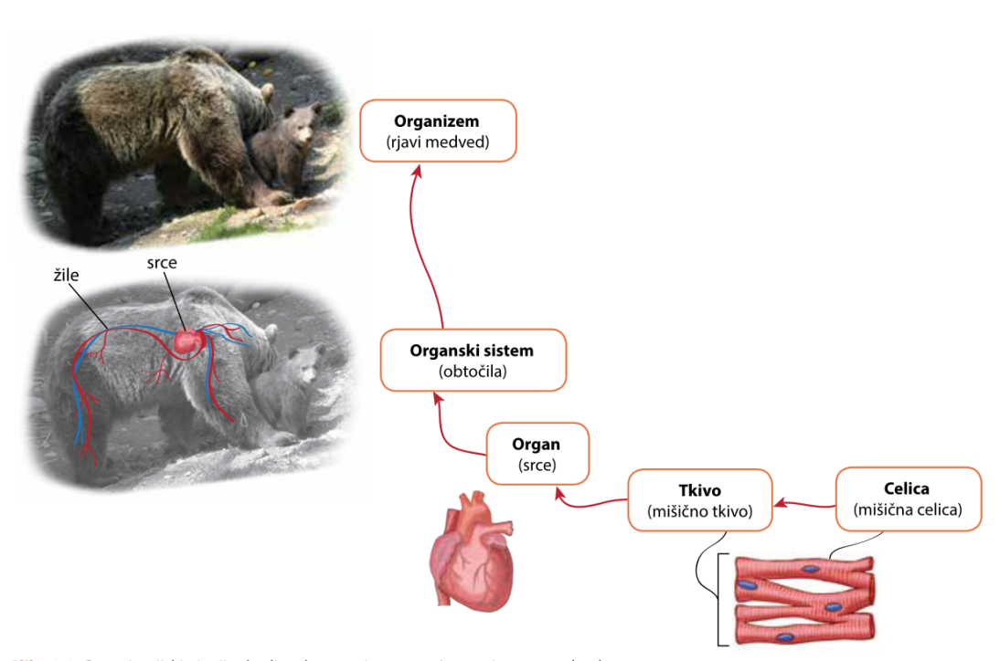 Organizem
(rjavi medved)
srce
žile
Organski sistem
(obtočila)
Organ
(srce)
Tkivo
(mišično tkivo)
Celica
(mišična celica)